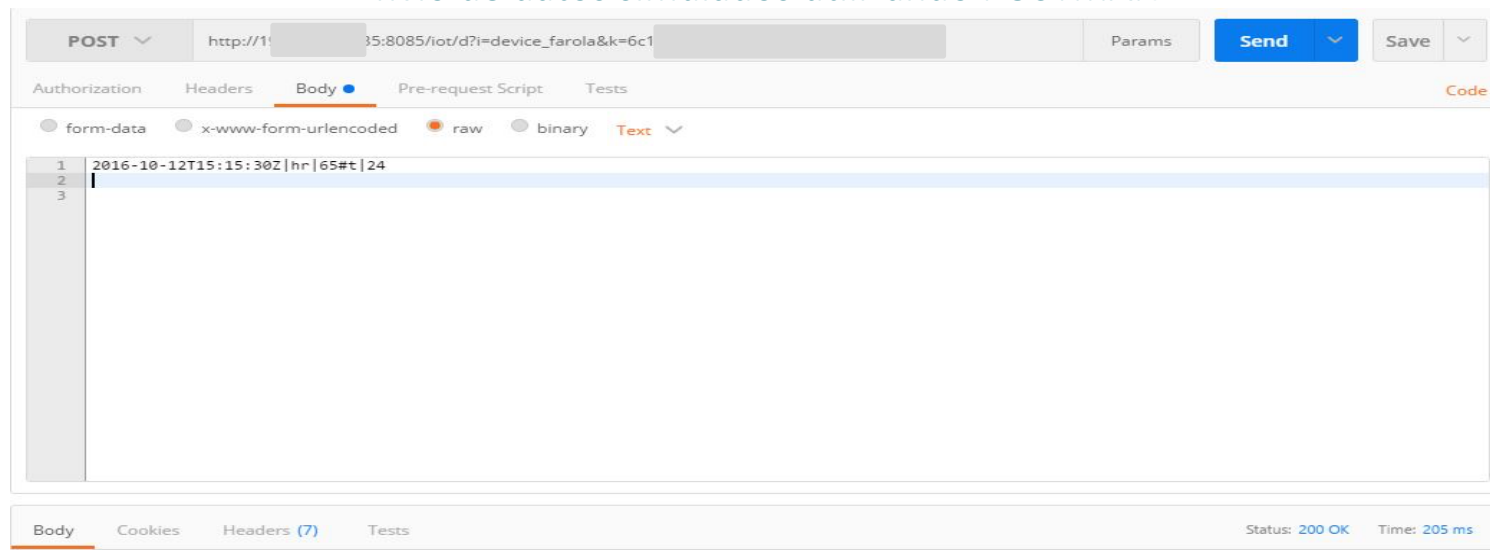 POST http://19 35:8085/iot/d?i=device_farola&k=6c1 Params Send Save
Authorization Headers Body Pre-request Script Tests Code
form-data x-www-form-urlencoded raw binary Text
1 2016-10-12T15:15:30Z|hr|65#t|24
2
3
Body Cookies Headers (7) Tests Status: 200 OK Time: 205 ms